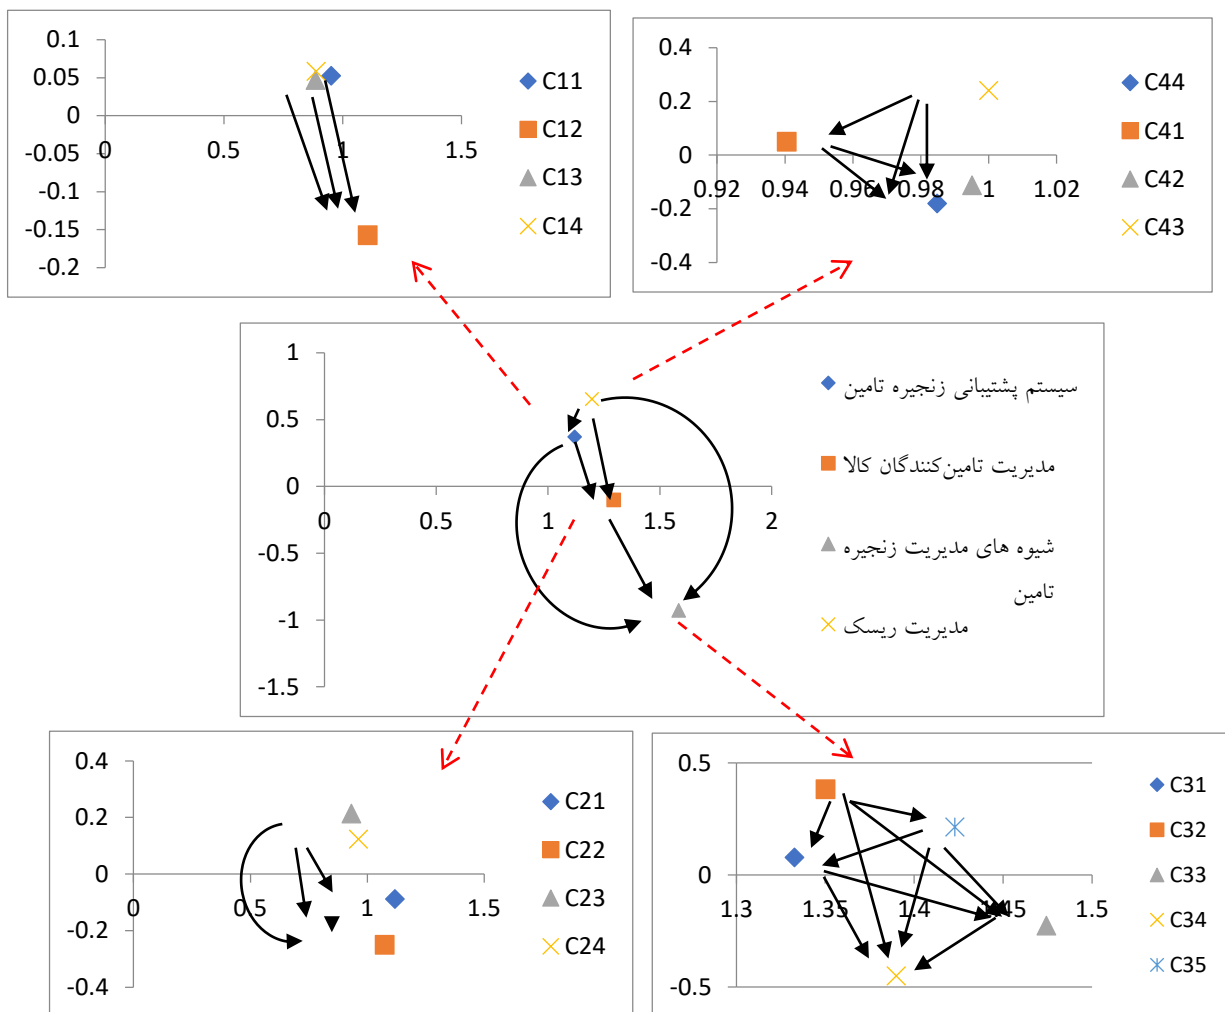 0.1
0.05
0
-0.05
-0.1
-0.15
-0.2
0 0.5 1 1.5
C11
C12
C13
C14
0.4
0.2
0
-0.2
-0.4
0.92 0.94 0.96 0.98 1 1.02
C44
C41
C42
C43
1
0.5
0
-0.5
-1
-1.5
0 0.5 1 1.5 2
سیستم پشتیبانی زنجیره تامین
مدیریت تامین‌کنندگان کالا
شیوه های مدیریت زنجیره
تامین
مدیریت ریسک
0.4
0.2
0
-0.2
-0.4
0 0.5 1 1.5
C21
C22
C23
C24
0.5
0
-0.5
1.3 1.35 1.4 1.45 1.5
C31
C32
C33
C34
C35